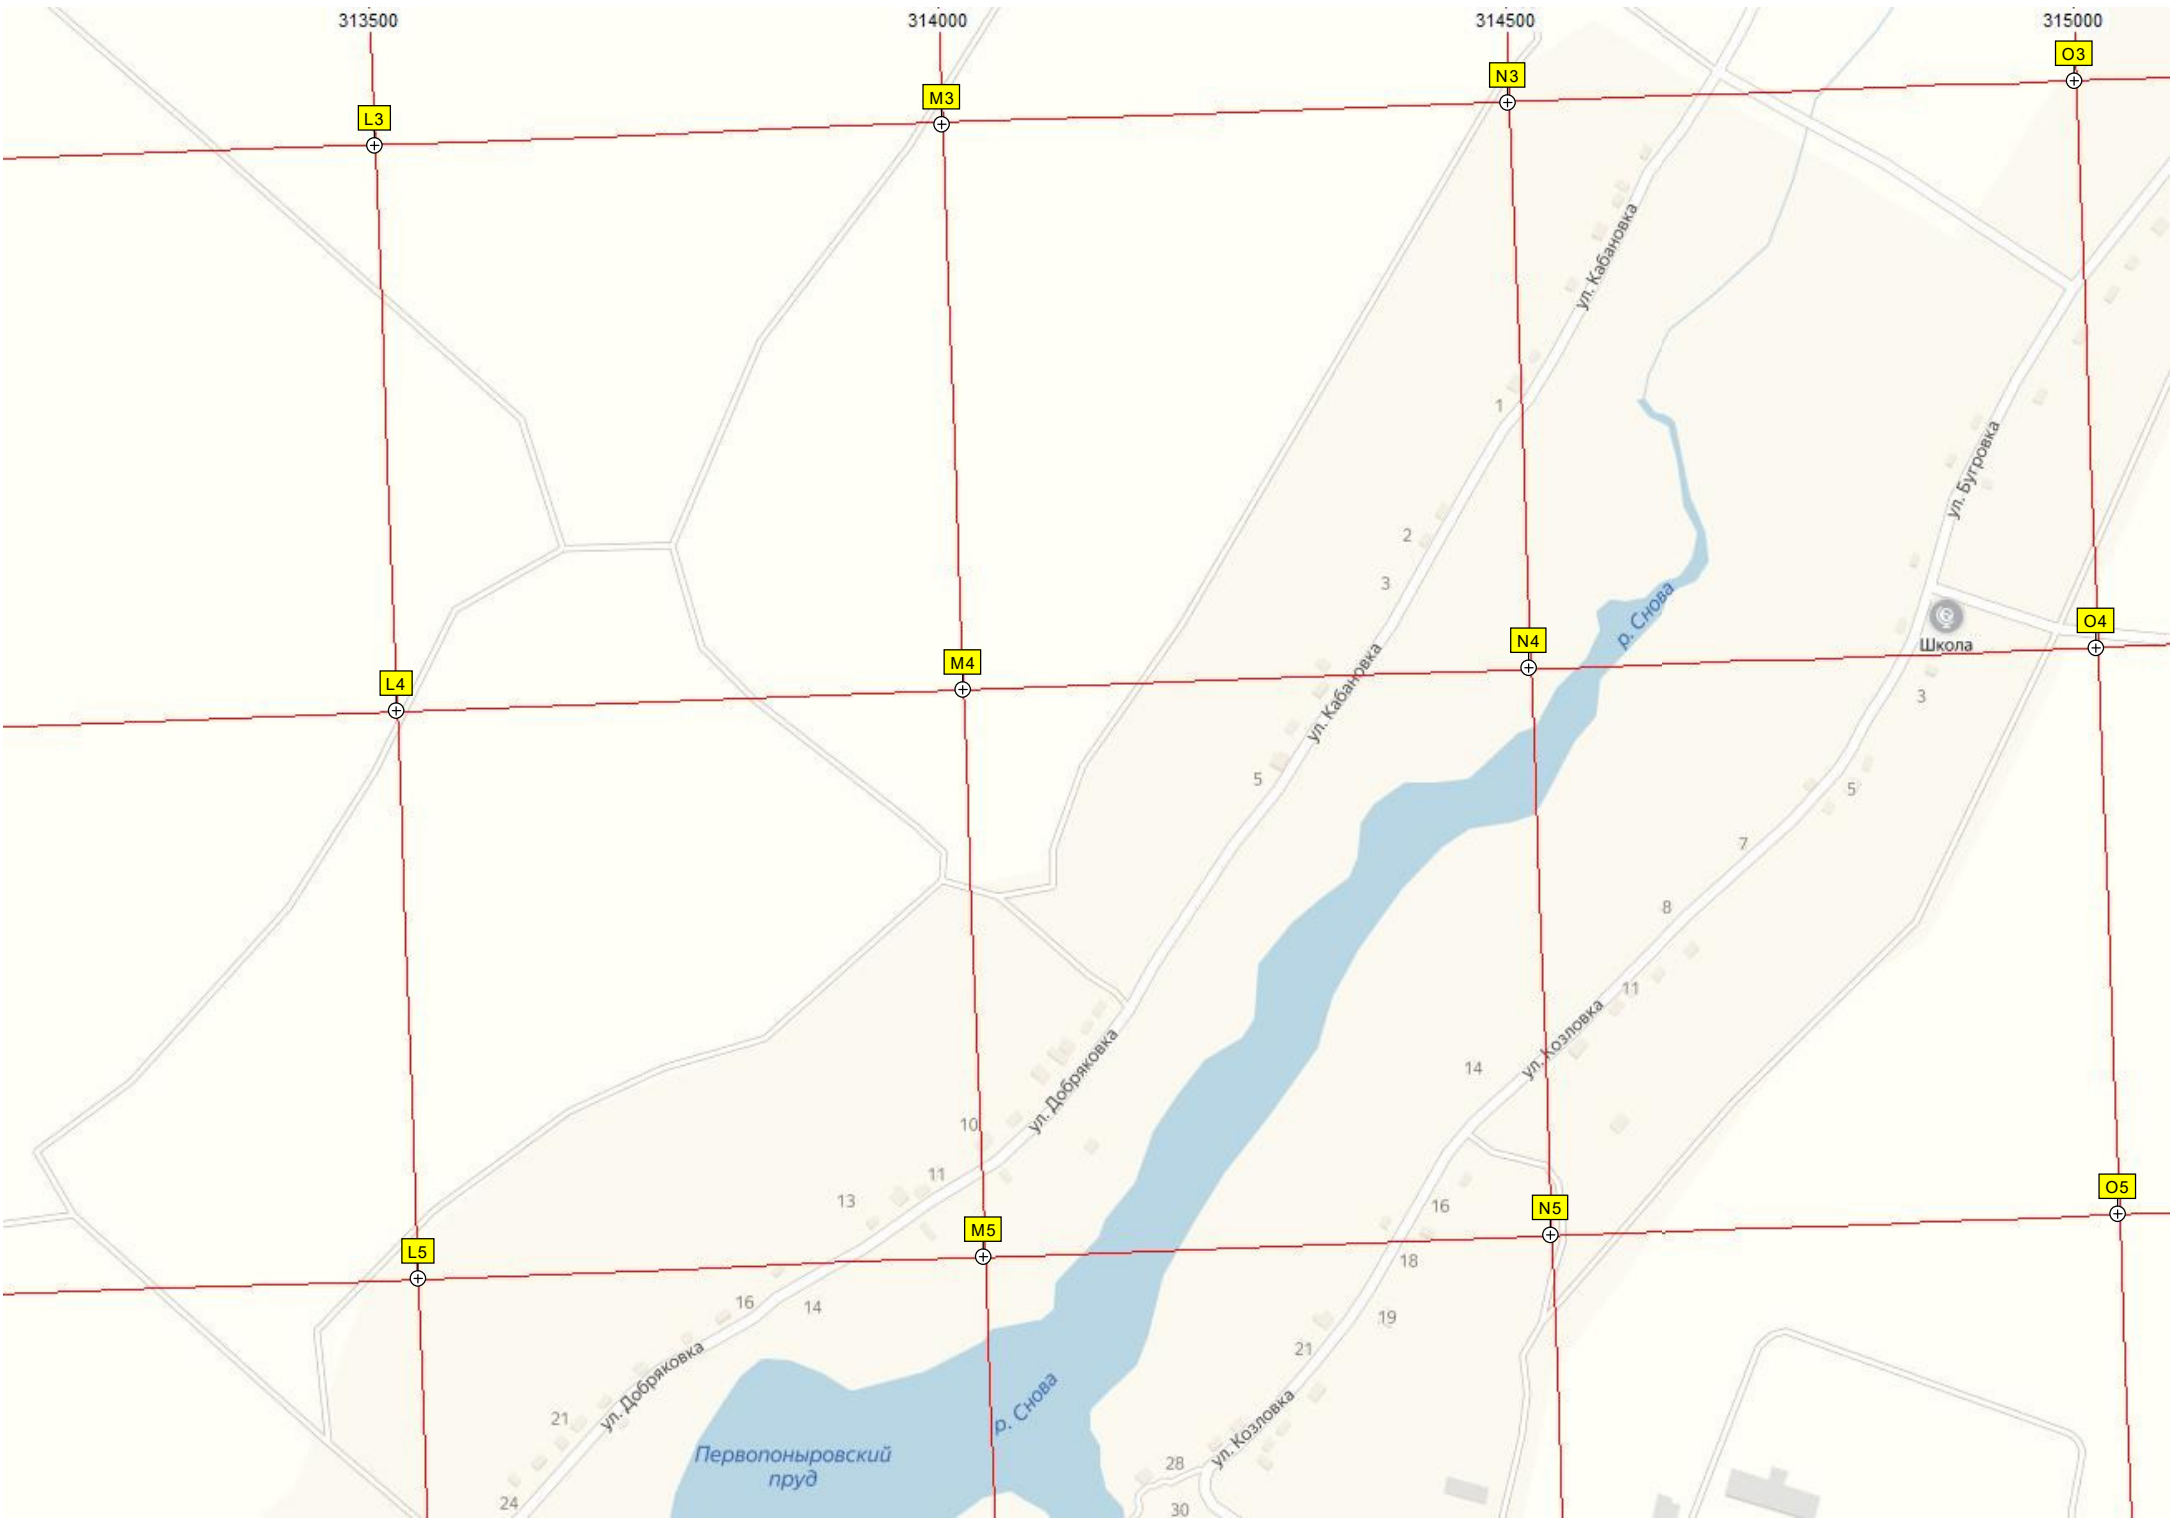 313500
314000
314500
315000
O3
N3
M3
L3
ул. Кабановка
1
ул. Бугровка
2
3
р. Снова
O4
N4
Школа
M4
L4
ул. Кабановка
3
5
5
7
8
11
ул. Козловка
14
ул. Добряковка
10
11
13
16
O5
N5
M5
L5
18
16
14
19
21
ул. Добряковка
21
р. Снова
ул. Козловка
Первопоныровский
пруд
28
24
30